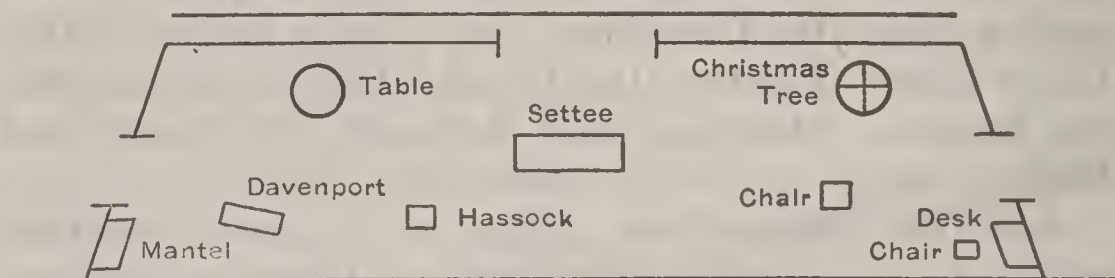 Table
Christmas
Tree
Settee
Davenport
Hassock
Chair
Desk
Mantel
Chair